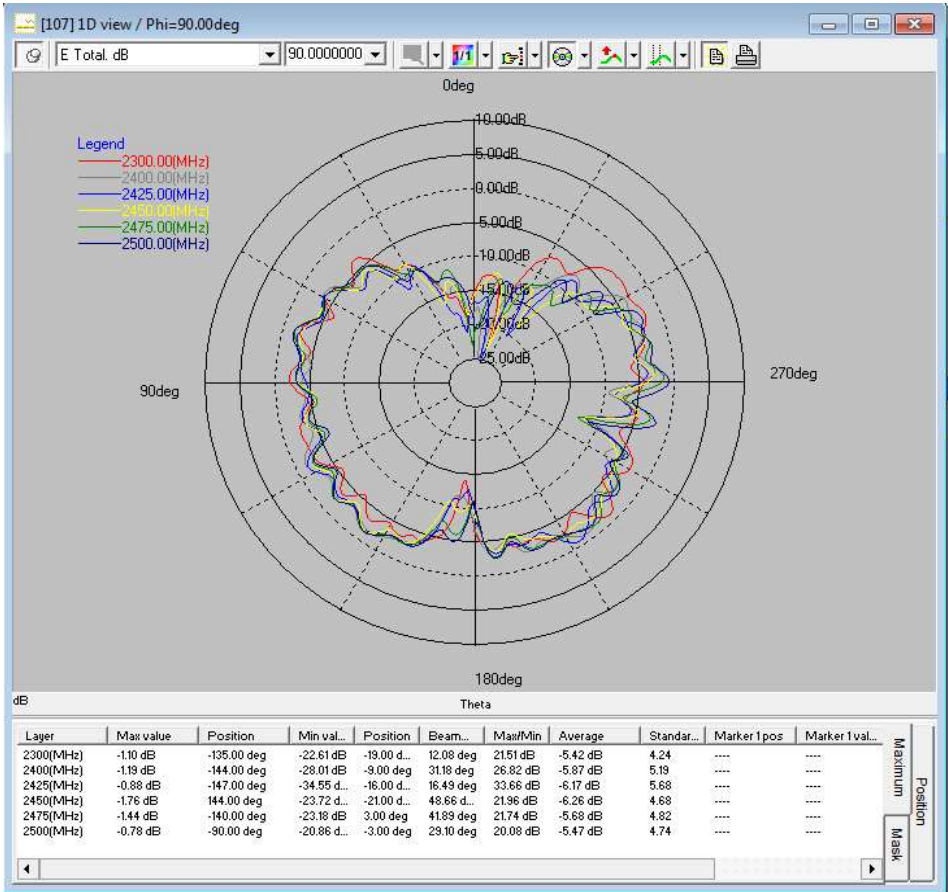 [107] 1D view / Phi=90.00deg
E Total. dB 90.0000000 1/1
0deg
Legend
2300.00(MHz)
2400.00(MHz)
2425.00(MHz)
2450.00(MHz)
2475.00(MHz)
2500.00(MHz)
10.00dB
5.00dB
0.00dB
-5.00dB
-10.00dB
-15.00dB
-25.00dB
90deg
270deg
180deg
dB
Theta
Layer Max value Position Min val... Position Beam... Max/Min Average Standar... Marker 1 pos Marker 1 val...
2300(MHz) -1.10 dB -135.00 deg -22.61 dB -19.00 d... 12.08 deg 21.51 dB -5.42 dB 4.24 ---- ----
2400(MHz) -1.19 dB -144.00 deg -28.01 dB -9.00 deg 31.18 deg 26.82 dB -5.87 dB 5.19 ---- ----
2425(MHz) -0.88 dB -147.00 deg -34.55 d... -16.00 d... 16.49 deg 33.66 dB -6.17 dB 5.68 ---- ----
2450(MHz) -1.76 dB 144.00 deg -23.72 d... -21.00 d... 48.66 d... 21.96 dB -6.26 dB 4.68 ---- ----
2475(MHz) -1.44 dB -140.00 deg -23.18 dB 3.00 deg 41.89 deg 21.74 dB -5.68 dB 4.82 ---- ----
2500(MHz) -0.78 dB -90.00 deg -20.86 d... -3.00 deg 29.10 deg 20.08 dB -5.47 dB 4.74 ---- ----
Maximum
Mask
Position